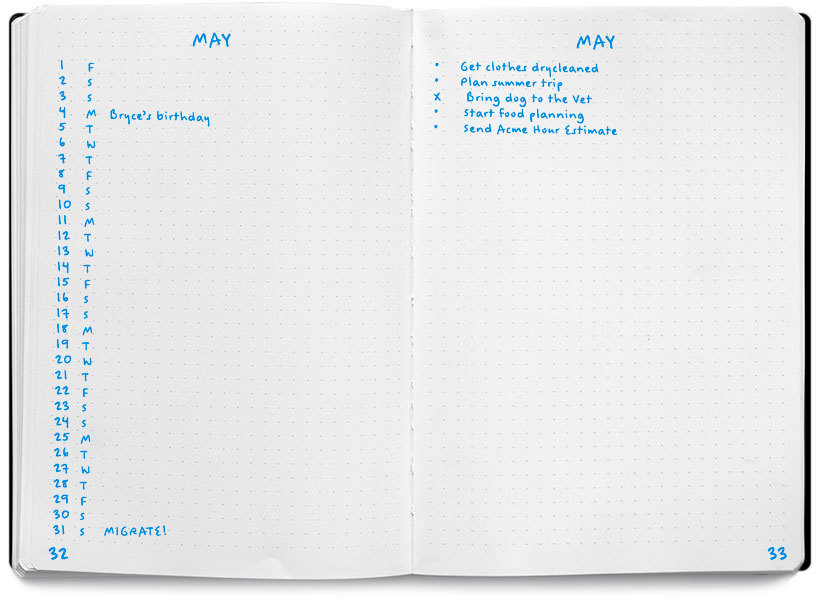 MAY
1 F
2 S
3 S
4 M Bryce's birthday
5 T
6 W
7 T
8 F
9 S
10 S
11 M
12 T
13 W
14 T
15 F
16 S
17 S
18 M
19 T
20 W
21 T
22 F
23 S
24 S
25 M
26 T
27 W
28 T
29 F
30 S
31 S MIGRATE!
32
MAY
• Get clothes drycleaned
• Plan summer trip
x Bring dog to the Vet
• Start food planning
• Send Acme Hour Estimate
33